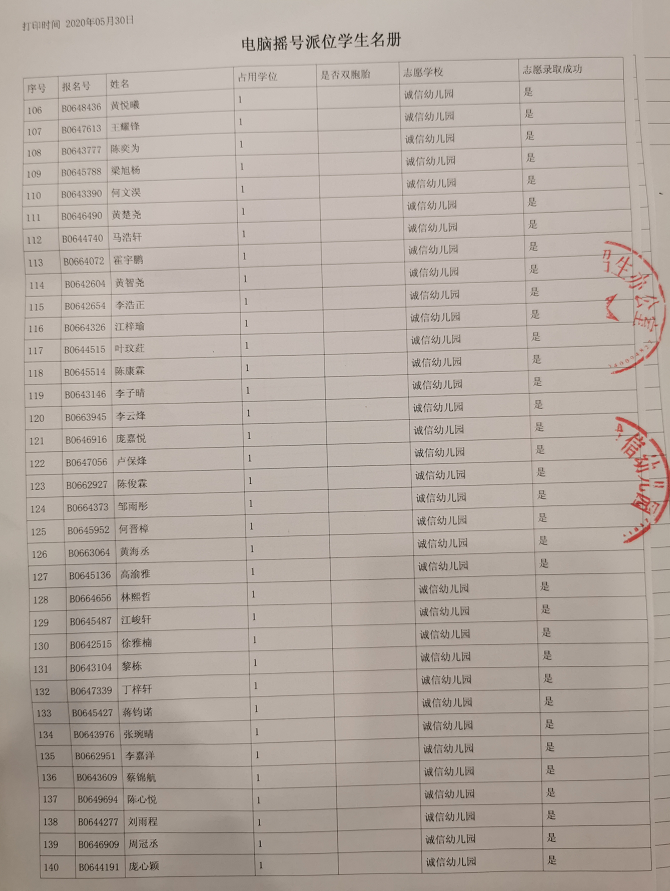 打印时间 2020年05月30日
电脑摇号派位学生名册
序号 报名号 姓名 占用学位 是否双胞胎 志愿学校 志愿录取成功
106 B0648436 黄悦曦 1 诚信幼儿园 是
107 B0647613 王耀锋 1 诚信幼儿园 是
108 B0643777 陈奕为 1 诚信幼儿园 是
109 B0645788 梁旭杨 1 诚信幼儿园 是
110 B0643390 何文淏 1 诚信幼儿园 是
111 B0646490 黄楚尧 1 诚信幼儿园 是
112 B0644740 马浩轩 1 诚信幼儿园 是
113 B0664072 霍宇鹏 1 诚信幼儿园 是
114 B0642604 黄智尧 1 诚信幼儿园 是
115 B0642654 李浩正 1 诚信幼儿园 是
116 B0664326 江梓瑜 1 诚信幼儿园 是
117 B0644515 叶玟莊 1 诚信幼儿园 是
118 B0645514 陈康霖 1 诚信幼儿园 是
119 B0643146 李子晴 1 诚信幼儿园 是
120 B0663945 李云烽 1 诚信幼儿园 是
121 B0646916 庞嘉悦 1 诚信幼儿园 是
122 B0647056 卢保烽 1 诚信幼儿园 是
123 B0662927 陈俊霖 1 诚信幼儿园 是
124 B0664373 邹雨彤 1 诚信幼儿园 是
125 B0645952 何晋樟 1 诚信幼儿园 是
126 B0663064 黄海丞 1 诚信幼儿园 是
127 B0645136 高渝雅 1 诚信幼儿园 是
128 B0664656 林熙哲 1 诚信幼儿园 是
129 B0645487 江峻轩 1 诚信幼儿园 是
130 B0642515 徐雅楠 1 诚信幼儿园 是
131 B0643104 黎栋 1 诚信幼儿园 是
132 B0647339 丁梓轩 1 诚信幼儿园 是
133 B0645427 蒋钧诺 1 诚信幼儿园 是
134 B0643976 张琬晴 1 诚信幼儿园 是
135 B0662951 李嘉洋 1 诚信幼儿园 是
136 B0643609 蔡锦航 1 诚信幼儿园 是
137 B0649694 陈心悦 1 诚信幼儿园 是
138 B0644277 刘雨程 1 诚信幼儿园 是
139 B0646909 周冠丞 1 诚信幼儿园 是
140 B0644191 庞心颖 1 诚信幼儿园 是
生办公室
信幼儿园